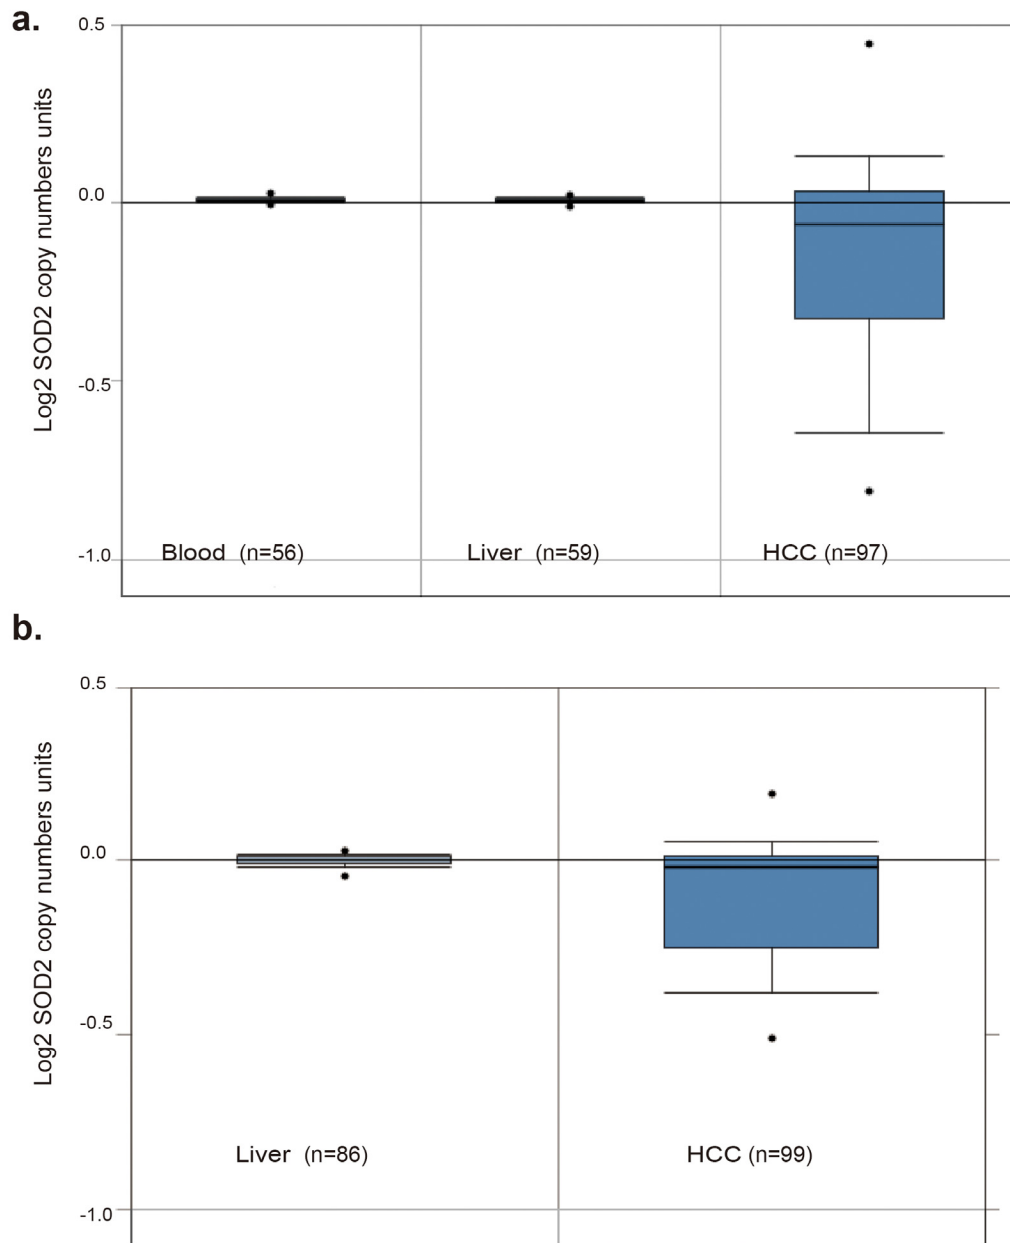 a.
Log2 SOD2 copy numbers units
0.5
0.0
-0.5
-1.0
Blood (n=56)
Liver (n=59)
HCC (n=97)
b.
Log2 SOD2 copy numbers units
0.5
0.0
-0.5
-1.0
Liver (n=86)
HCC (n=99)